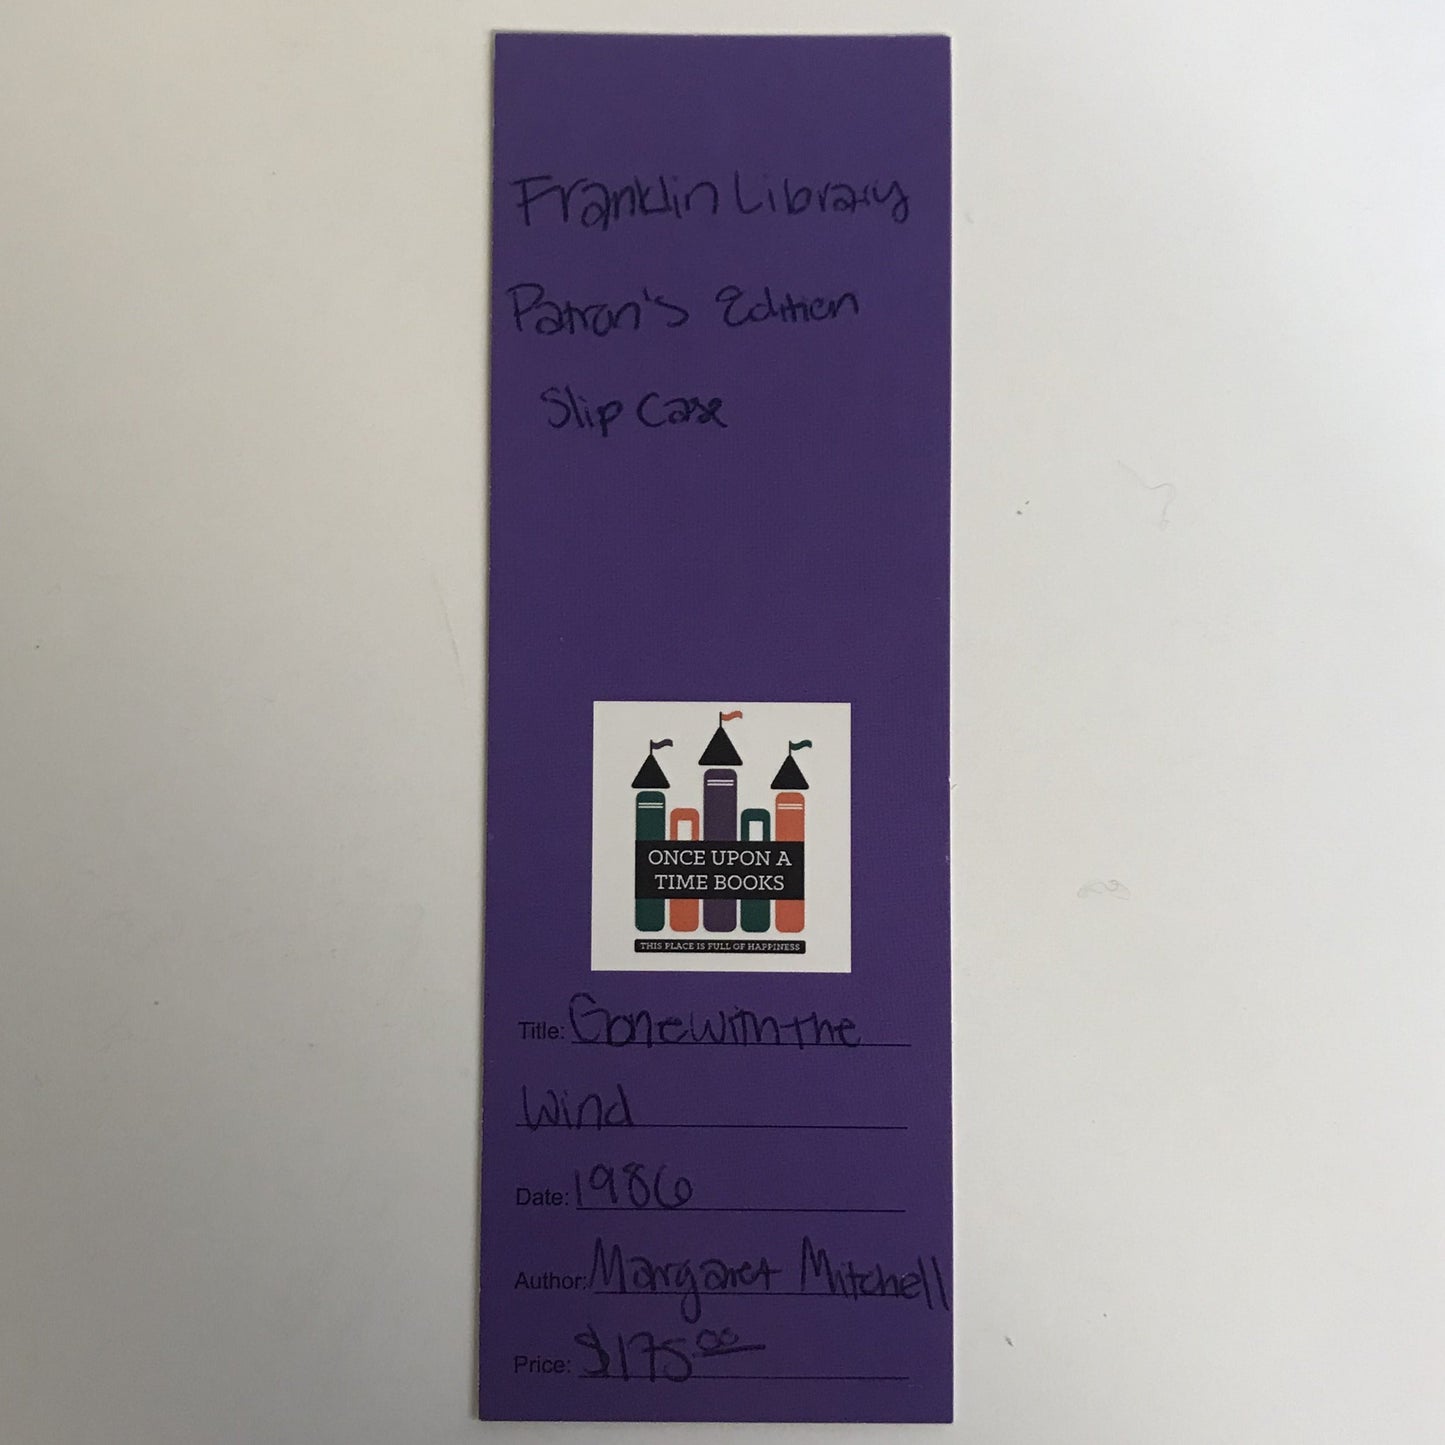 Franklin Library
Patron's Edition
Slip Case
ONCE UPON A
TIME BOOKS
THIS PLACE IS FULL OF HAPPINESS
Title: Gone with the
Wind
Date: 1986
Author: Margaret Mitchell
Price: $175.00